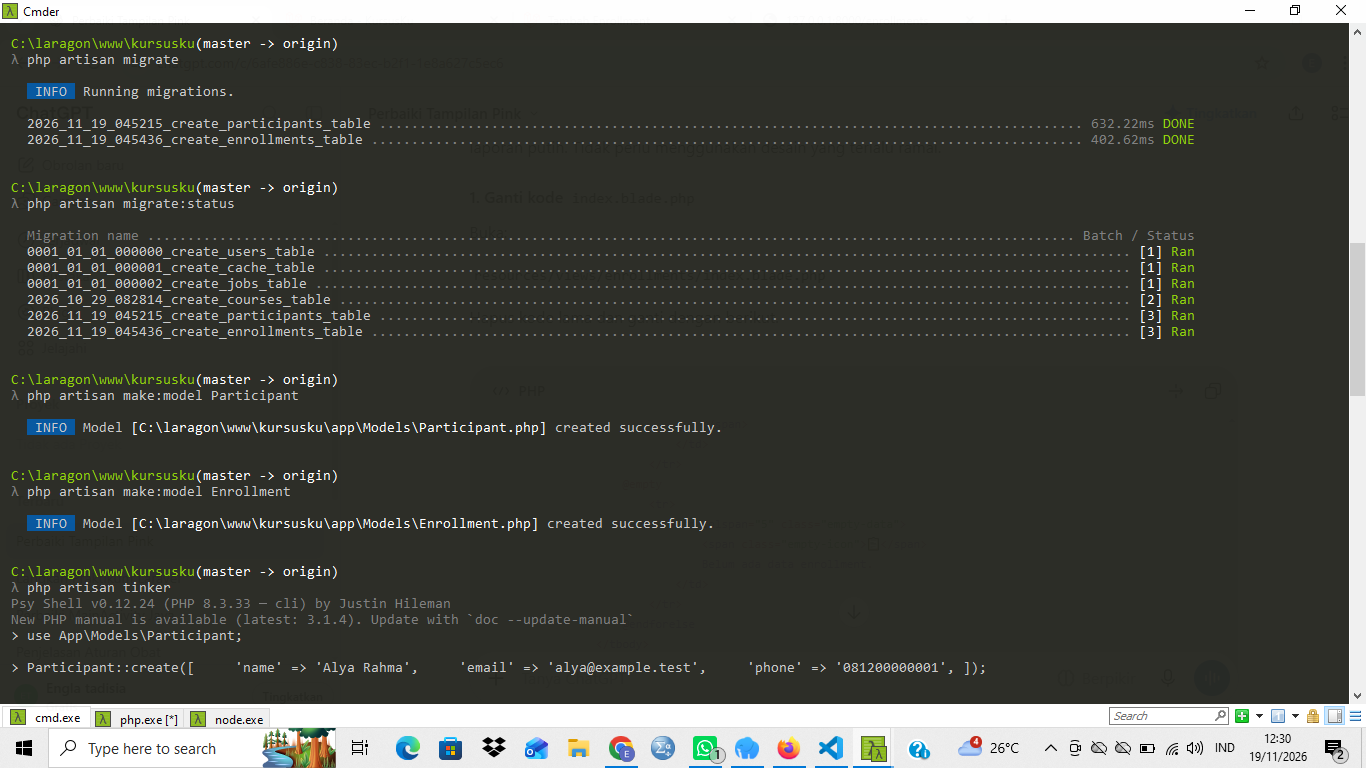 Cmder
C:\laragon\www\kursusku(master -> origin)
λ php artisan migrate
INFO Running migrations.
2026_11_19_045215_create_participants_table ........................................................................................ 632.22ms DONE
2026_11_19_045436_create_enrollments_table ......................................................................................... 402.62ms DONE
C:\laragon\www\kursusku(master -> origin)
λ php artisan migrate:status
Migration name .................................................................................................................... Batch / Status
0001_01_01_000000_create_users_table ..................................................................................................... [1] Ran
0001_01_01_000001_create_cache_table ..................................................................................................... [1] Ran
0001_01_01_000002_create_jobs_table ...................................................................................................... [1] Ran
2026_10_29_082814_create_courses_table ................................................................................................... [2] Ran
2026_11_19_045215_create_participants_table .............................................................................................. [3] Ran
2026_11_19_045436_create_enrollments_table ............................................................................................... [3] Ran
C:\laragon\www\kursusku(master -> origin)
λ php artisan make:model Participant
INFO Model [C:\laragon\www\kursusku\app\Models\Participant.php] created successfully.
C:\laragon\www\kursusku(master -> origin)
λ php artisan make:model Enrollment
INFO Model [C:\laragon\www\kursusku\app\Models\Enrollment.php] created successfully.
C:\laragon\www\kursusku(master -> origin)
λ php artisan tinker
Psy Shell v0.12.24 (PHP 8.3.33 — cli) by Justin Hileman
New PHP manual is available (latest: 3.1.4). Update with `doc --update-manual`
> use App\Models\Participant;
> Participant::create([     'name' => 'Alya Rahma',     'email' => 'alya@example.test',     'phone' => '081200000001', ]);
cmd.exe php.exe [*] node.exe Search
Type here to search 1 4 26°C IND 12:30
19/11/2026 2